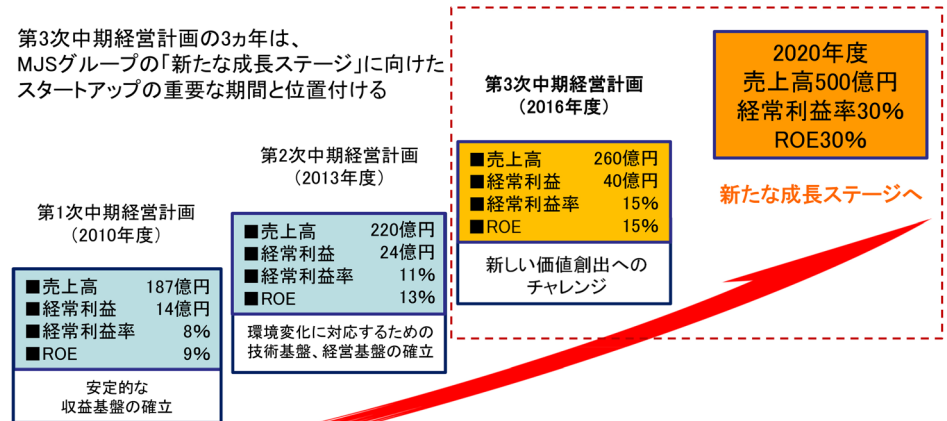 第3次中期経営計画の3ヵ年は、
MJSグループの「新たな成長ステージ」に向けた
スタートアップの重要な期間と位置付ける
第1次中期経営計画
（2010年度）
■売上高 187億円
■経常利益 14億円
■経常利益率 8%
■ROE 9%
安定的な
収益基盤の確立
第2次中期経営計画
（2013年度）
■売上高 220億円
■経常利益 24億円
■経常利益率 11%
■ROE 13%
環境変化に対応するための
技術基盤、経営基盤の確立
第3次中期経営計画
（2016年度）
■売上高 260億円
■経常利益 40億円
■経常利益率 15%
■ROE 15%
新しい価値創出への
チャレンジ
2020年度
売上高500億円
経常利益率30%
ROE30%
新たな成長ステージへ